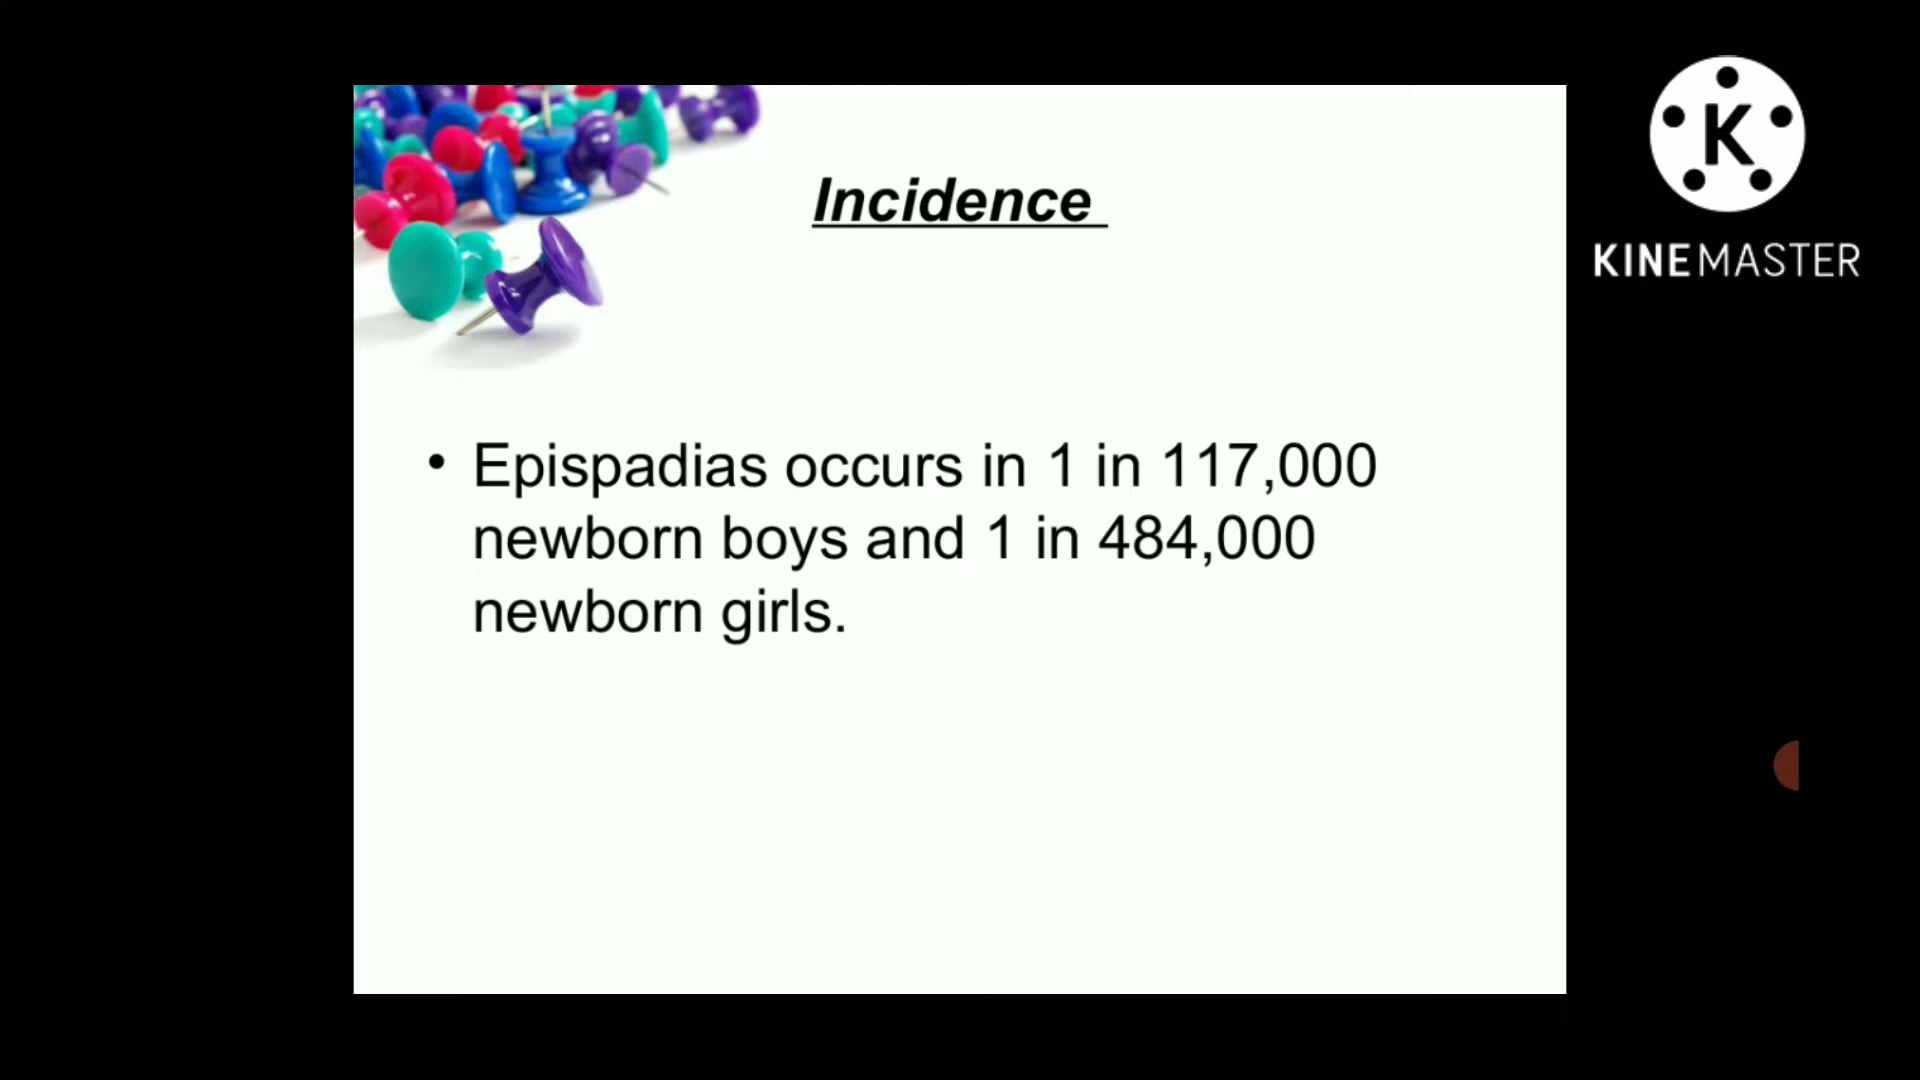 Incidence
• Epispadias occurs in 1 in 117,000
newborn boys and 1 in 484,000
newborn girls.
K
KINEMASTER